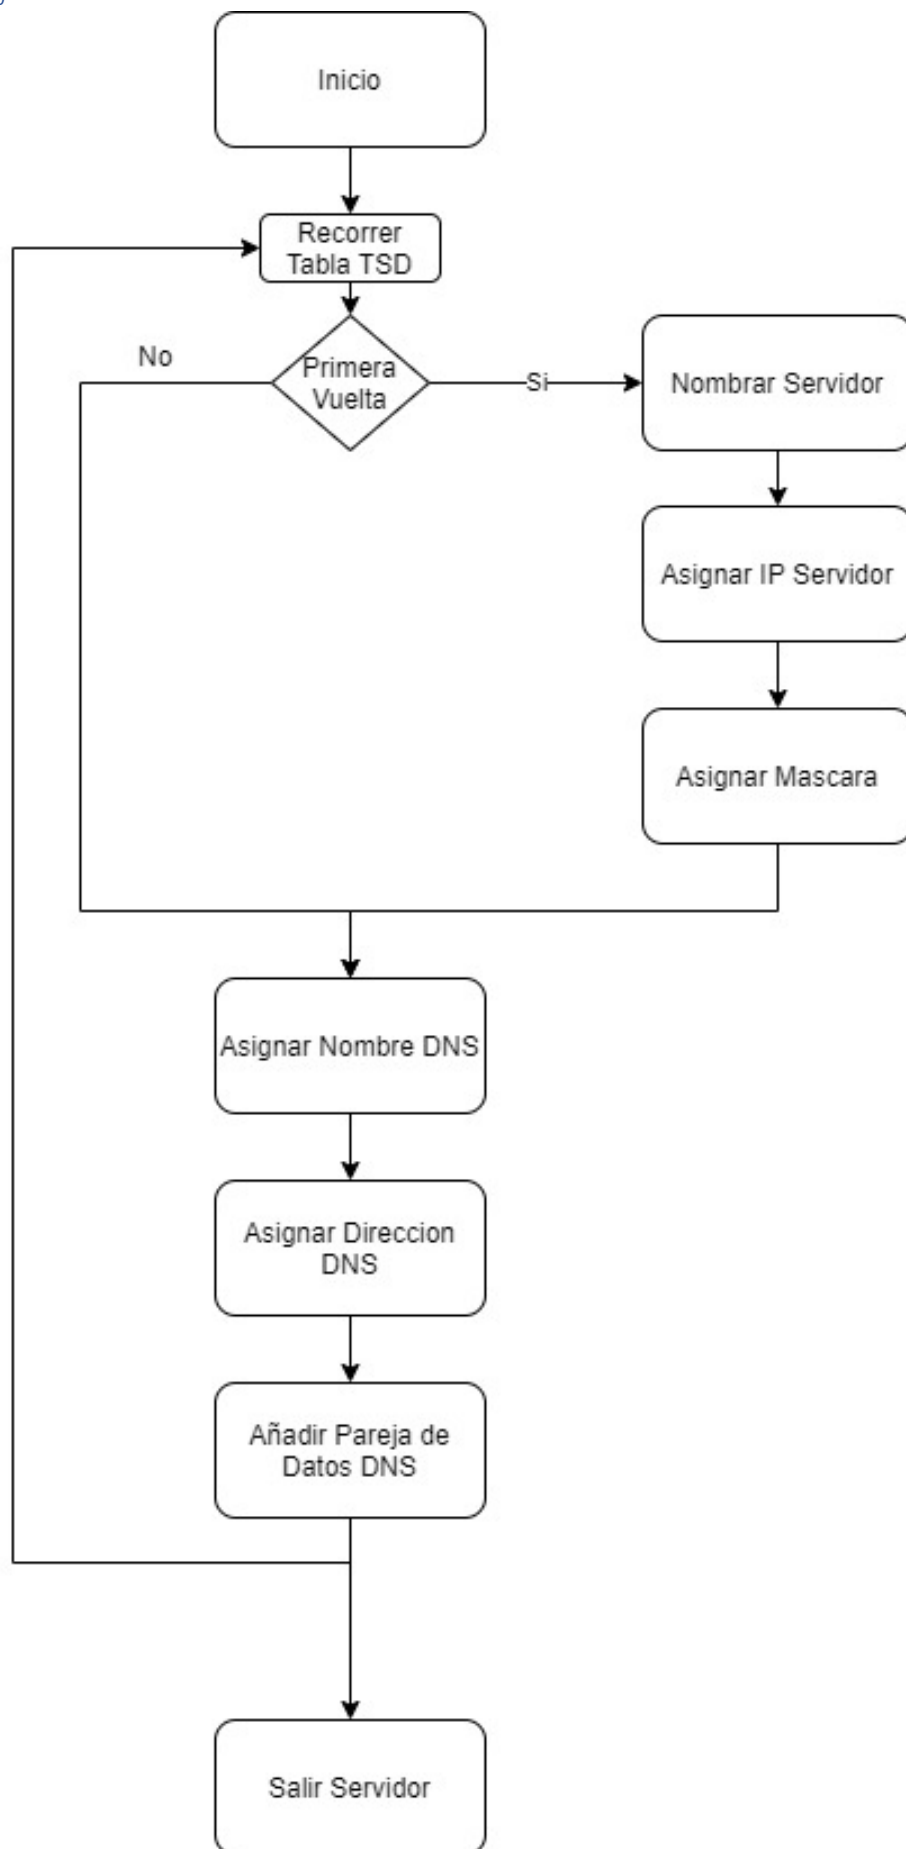 Inicio
Recorrer
Tabla TSD
No
Primera
Vuelta
Si
Nombrar Servidor
Asignar IP Servidor
Asignar Mascara
Asignar Nombre DNS
Asignar Direccion
DNS
Añadir Pareja de
Datos DNS
Salir Servidor